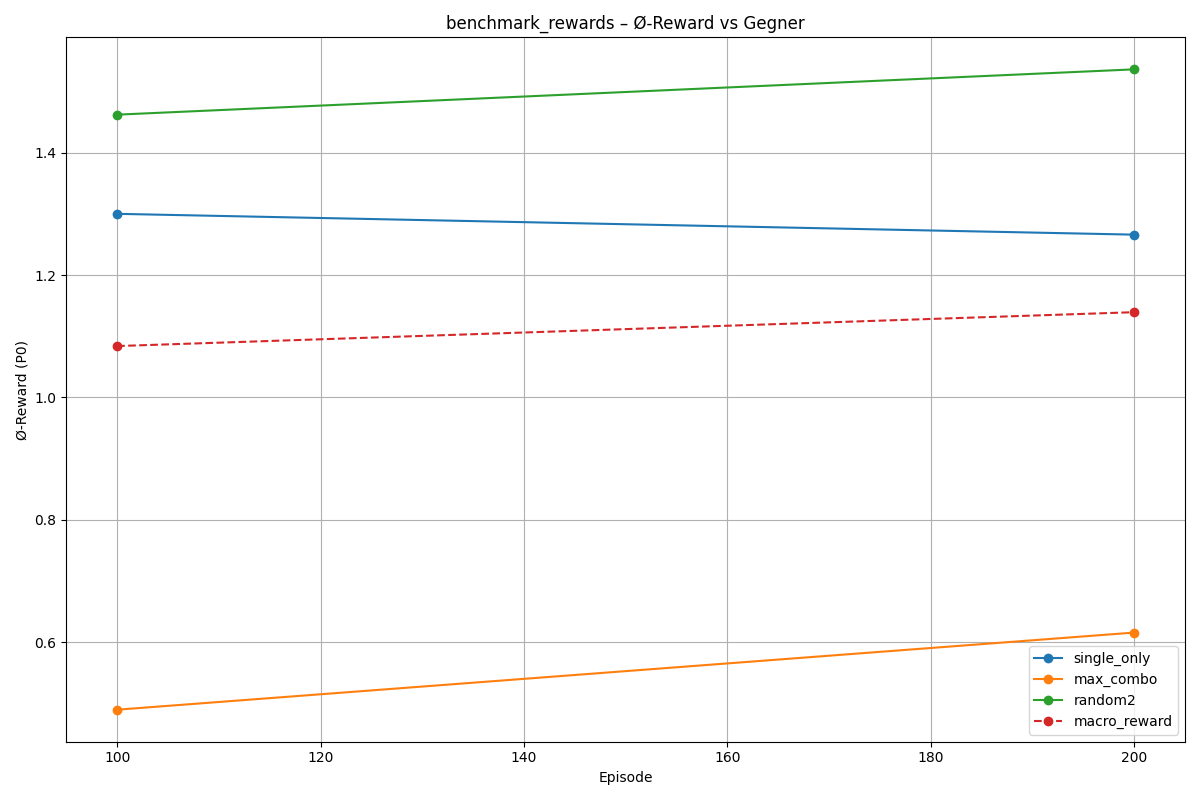 benchmark_rewards – Ø-Reward vs Gegner
Ø-Reward (P0)
1.4
1.2
1.0
0.8
0.6
100
120
140
160
180
200
Episode
single_only
max_combo
random2
macro_reward